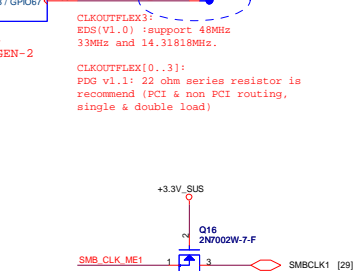 / GPIO67
GEN-2
CLKOUTFLEX3:
EDS(V1.0) :support 48MHz
33MHz and 14.31818MHz.
CLKOUTFLEX[0..3]:
PDG v1.1: 22 ohm series resistor is
recommend (PCI & non PCI routing,
single & double load)
+3.3V_SUS
Q16
2N7002W-7-F
2
SMB_CLK_ME1
1
3
SMBCLK1 [29]